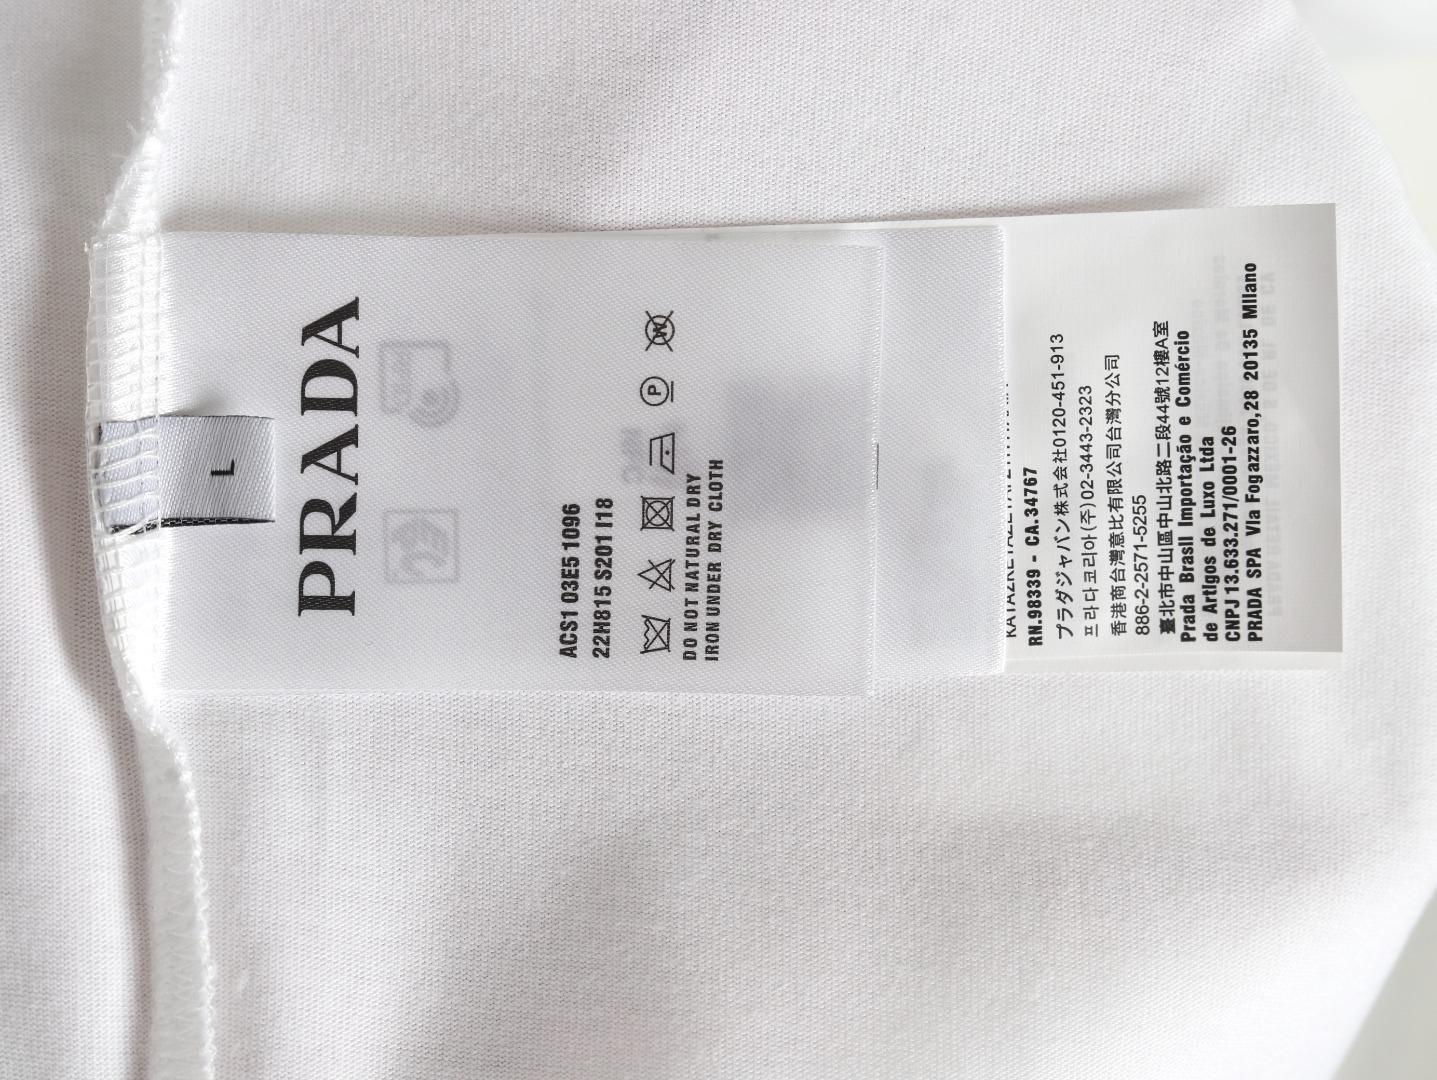 L
PRADA
ACS1 03E5 1096
22H815 S201 I18
DO NOT NATURAL DRY
IRON UNDER DRY CLOTH
RN.98339 - CA.34767
プラダジャパン株式会社0120-451-913
프라다코리아(주)02-3443-2323
香港商台灣意比有限公司台灣分公司
886-2-2571-5255
臺北市中山區中山北路二段44號12樓A室
Prada Brasil Importação e Comércio
de Artigos de Luxo Ltda
CNPJ 13.633.271/0001-26
PRADA SPA Via Fogazzaro,28 20135 Milano